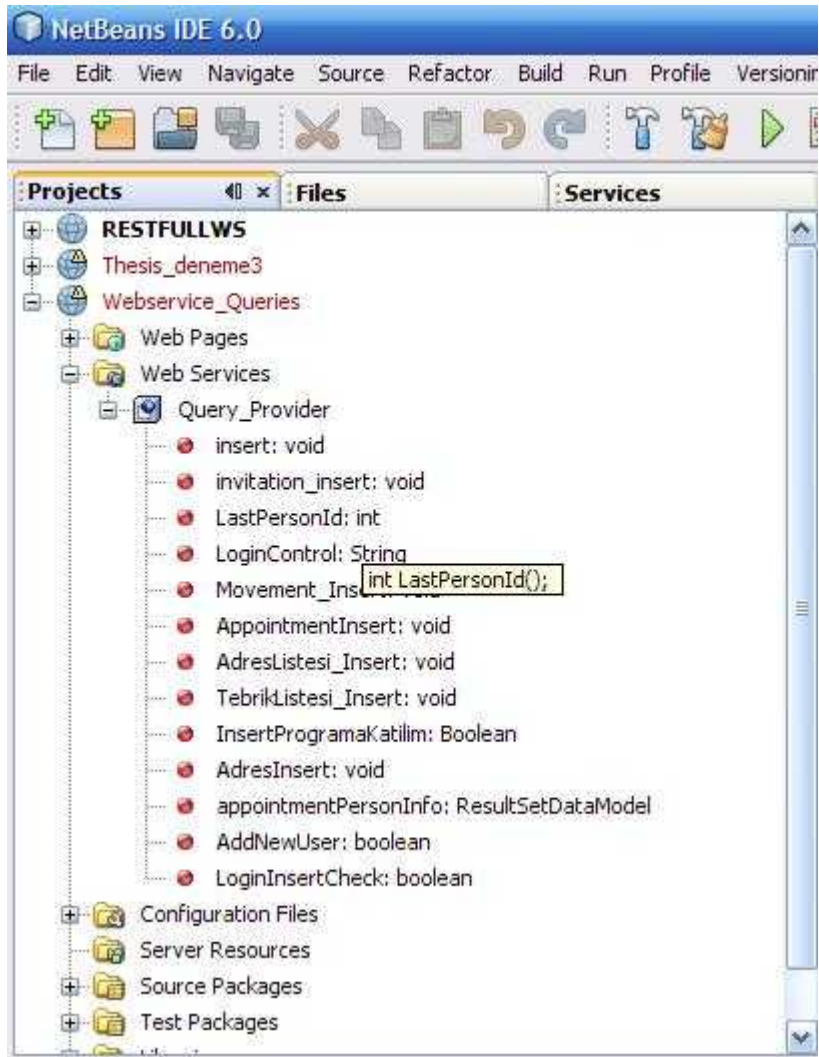 NetBeans IDE 6.0
File Edit View Navigate Source Refactor Build Run Profile
Projects Files Services
RESTFULLWS
Thesis_deneme3
Webservice_Queries
Web Pages
Web Services
Query_Provider
insert: void
invitation_insert: void
LastPersonId: int
LoginControl: String
int LastPersonId();
AppointmentInsert: void
AdresListesi_Insert: void
TebrikListesi_Insert: void
InsertProgramaKatilim: Boolean
AdresInsert: void
appointmentPersonInfo: ResultSetDataModel
AddNewUser: boolean
LoginInsertCheck: boolean
Configuration Files
Server Resources
Source Packages
Test Packages